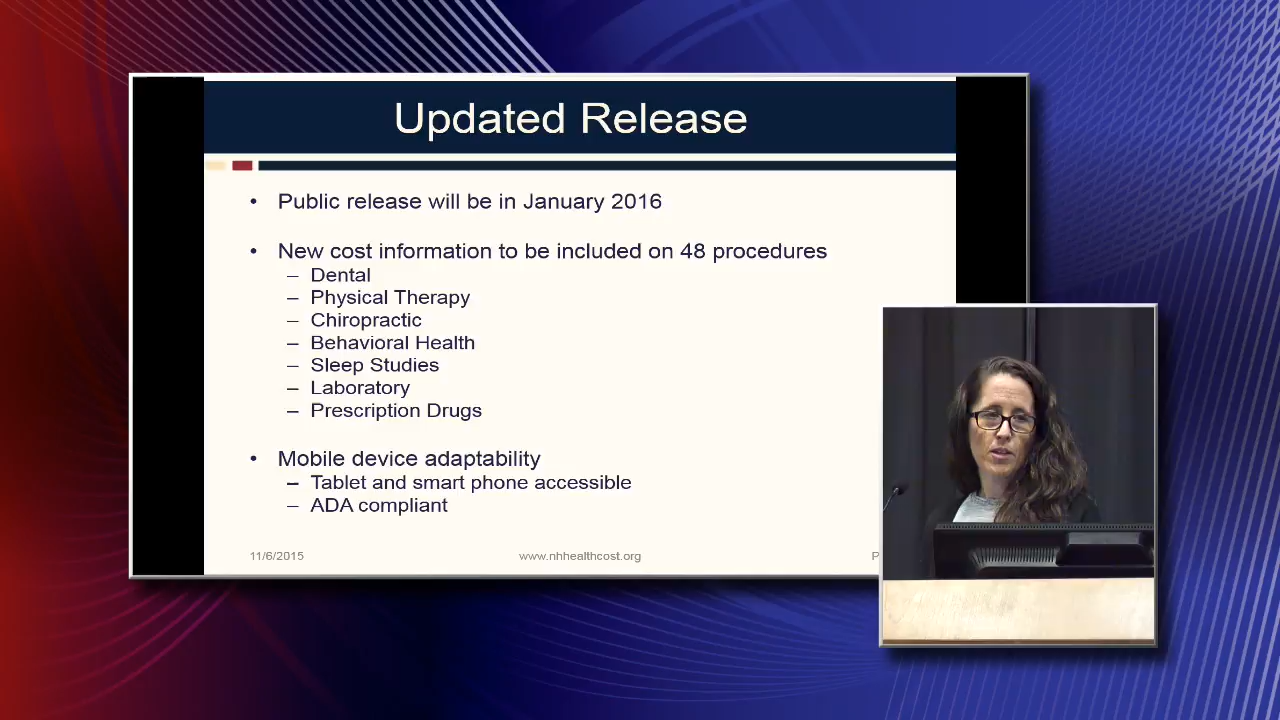 Updated Release
• Public release will be in January 2016
• New cost information to be included on 48 procedures
– Dental
– Physical Therapy
– Chiropractic
– Behavioral Health
– Sleep Studies
– Laboratory
– Prescription Drugs
• Mobile device adaptability
– Tablet and smart phone accessible
– ADA compliant
11/6/2015 www.nhhealthcost.org